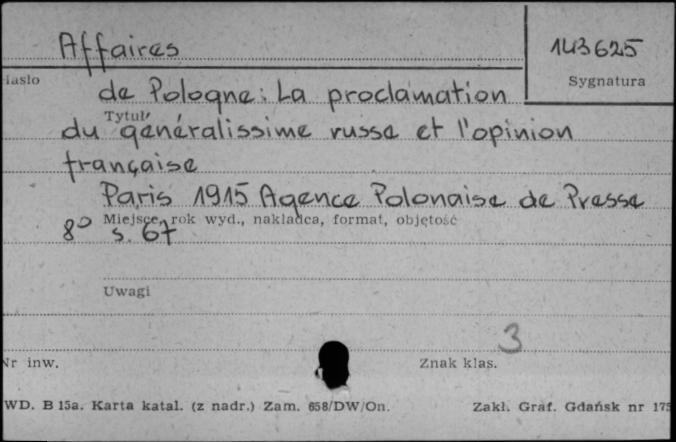 Affaires
143625
Hasło
Sygnatura
de Pologne: La proclamation
Tytuł
du généralissime russe et l'opinion
française
Paris 1915 Agence Polonaise de Presse
Miejsce, rok wyd., nakładca, format, objętość
8° s. 67
Uwagi
3
Nr inw.
Znak klas.
WD. B 15a. Karta katal. (z nadr.) Zam. 658/DW/On.
Zakł. Graf. Gdańsk nr 175